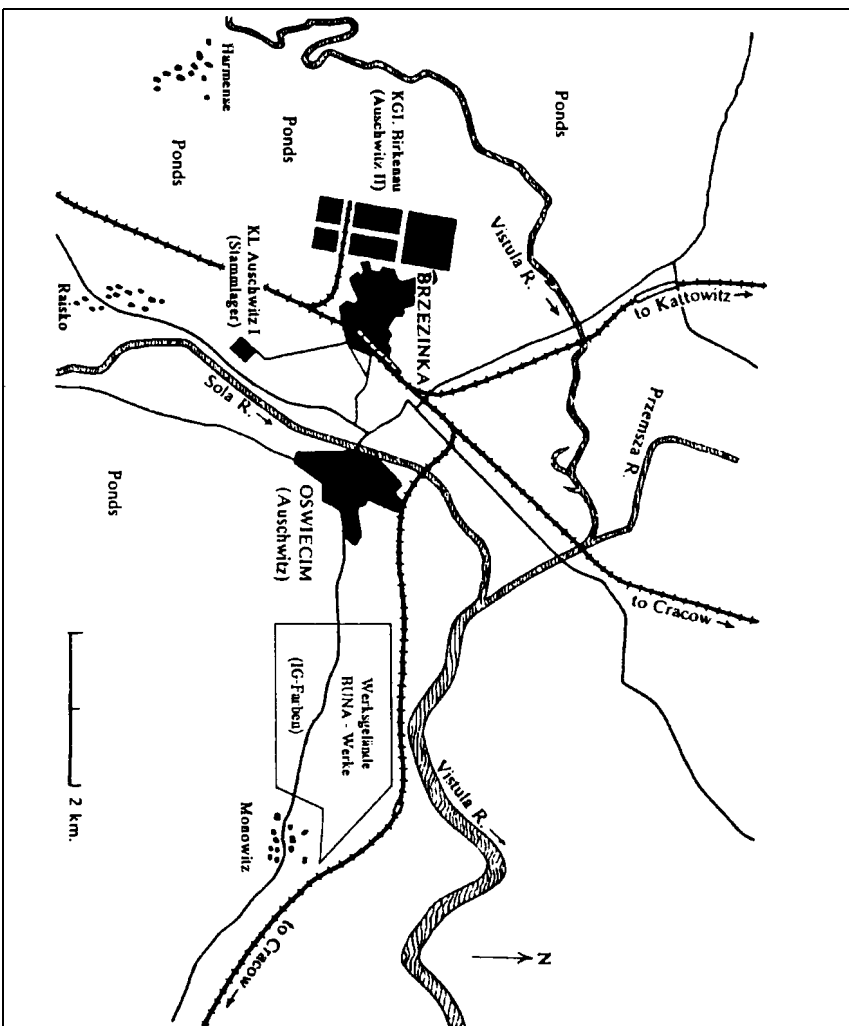 N
to Kattowitz →
to Cracow →
Przemsza R.
Ponds
Vistula R. →
Vistula R. →
BRZEZINKA
KGL Birkenau
(Auschwitz II)
Werksgelände
BUNA - Werke
(IG-Farben)
OSWIECIM
(Auschwitz)
Ponds
KL Auschwitz I
(Stammlager)
Sola R. →
Monowitz
to Cracow →
Harmense
Ponds
Raisko
Ponds
2 km.